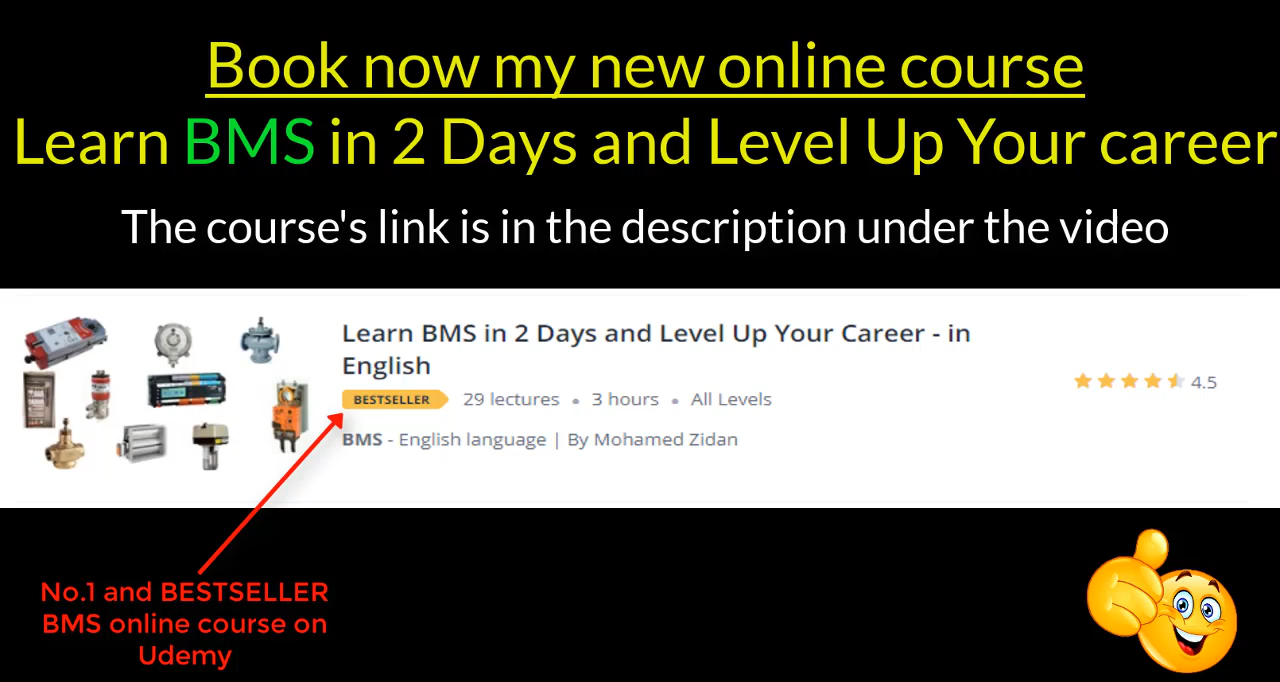 Book now my new online course
Learn BMS in 2 Days and Level Up Your career
The course's link is in the description under the video
Learn BMS in 2 Days and Level Up Your Career - in
English
BESTSELLER 29 lectures • 3 hours • All Levels
4.5
BMS - English language | By Mohamed Zidan
No.1 and BESTSELLER
BMS online course on
Udemy